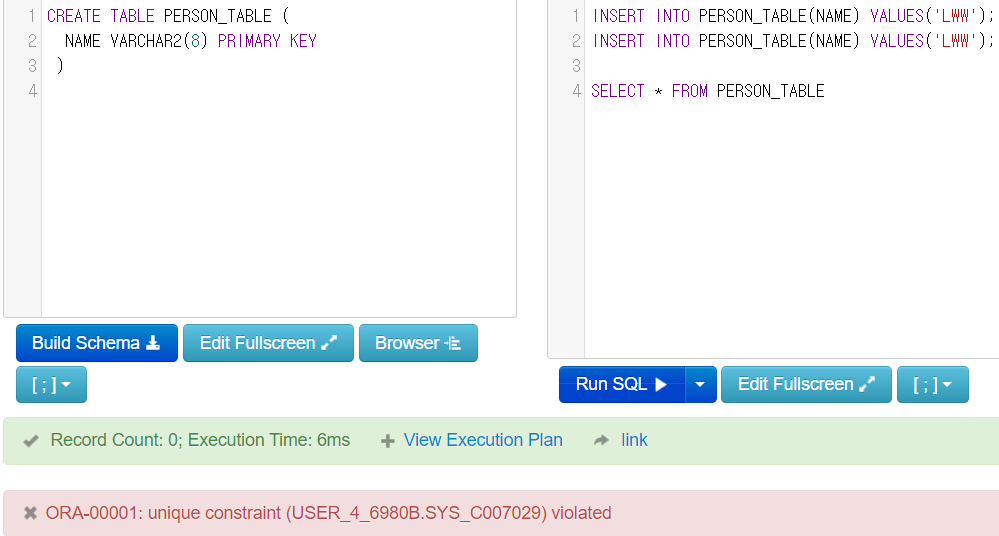 1 CREATE TABLE PERSON_TABLE (
2 NAME VARCHAR2(8) PRIMARY KEY
3 )
4
1 INSERT INTO PERSON_TABLE(NAME) VALUES('LWW');
2 INSERT INTO PERSON_TABLE(NAME) VALUES('LWW');
3
4 SELECT * FROM PERSON_TABLE
Build Schema Edit Fullscreen Browser
[ ; ]
Run SQL Edit Fullscreen [ ; ]
Record Count: 0; Execution Time: 6ms View Execution Plan link
ORA-00001: unique constraint (USER_4_6980B.SYS_C007029) violated